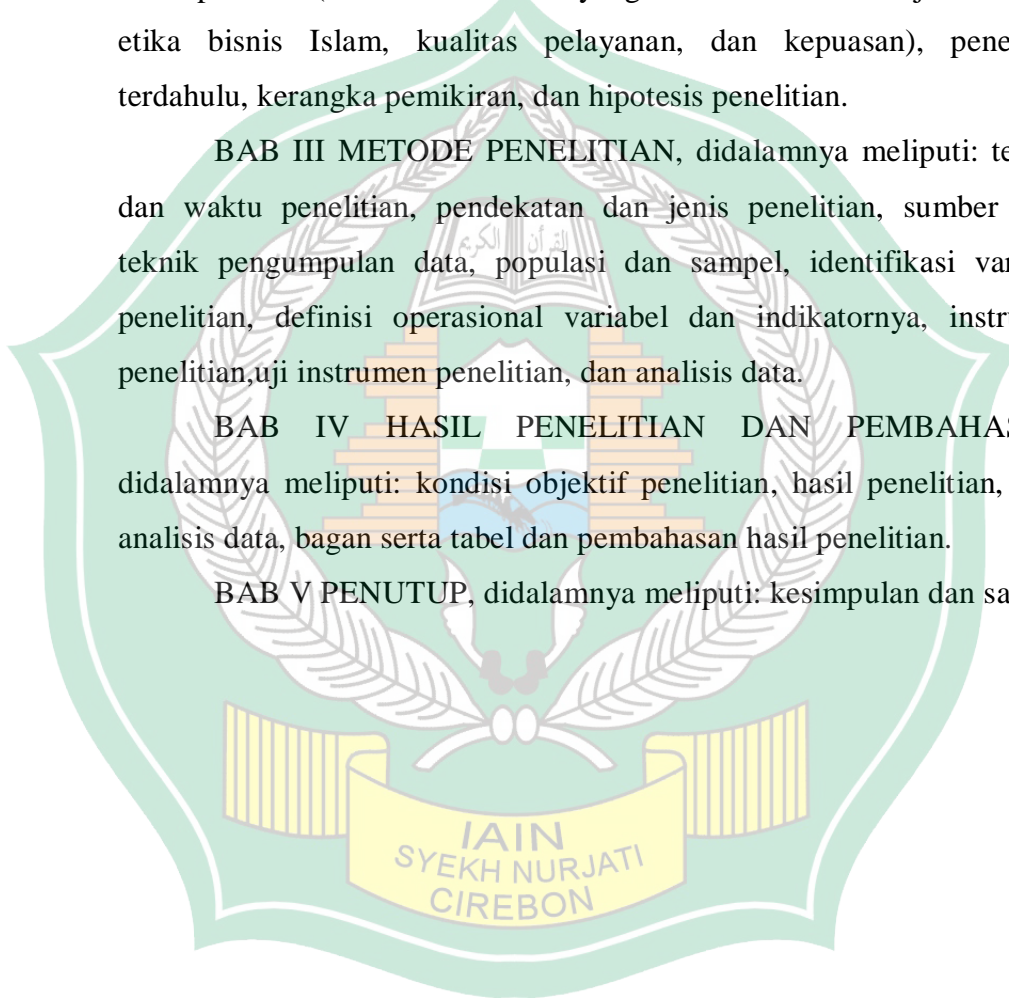 etika bisnis Islam, kualitas pelayanan, dan kepuasan), pene
terdahulu, kerangka pemikiran, dan hipotesis penelitian.
BAB III METODE PENELITIAN, didalamnya meliputi: te
dan waktu penelitian, pendekatan dan jenis penelitian, sumber
teknik pengumpulan data, populasi dan sampel, identifikasi var
penelitian, definisi operasional variabel dan indikatornya, instru
penelitian,uji instrumen penelitian, dan analisis data.
BAB IV HASIL PENELITIAN DAN PEMBAHAS
didalamnya meliputi: kondisi objektif penelitian, hasil penelitian,
analisis data, bagan serta tabel dan pembahasan hasil penelitian.
BAB V PENUTUP, didalamnya meliputi: kesimpulan dan sa
القرآن الكريم
IAIN
SYEKH NURJATI
CIREBON